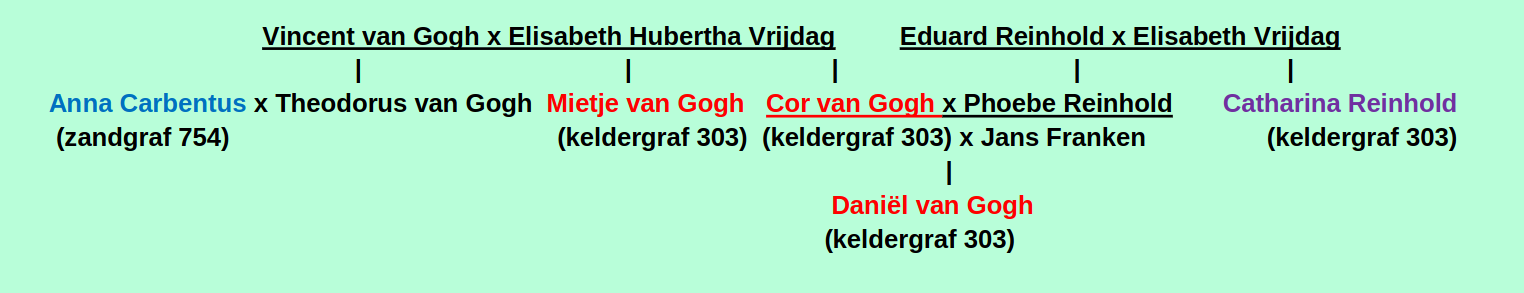 Vincent van Gogh x Elisabeth Hubertha Vrijdag Eduard Reinhold x Elisabeth Vrijdag
| | | | |
Anna Carbentus x Theodorus van Gogh Mietje van Gogh Cor van Gogh x Phoebe Reinhold Catharina Reinhold
(zandgraf 754) (keldergraf 303) (keldergraf 303) x Jans Franken (keldergraf 303)
|
Daniël van Gogh
(keldergraf 303)